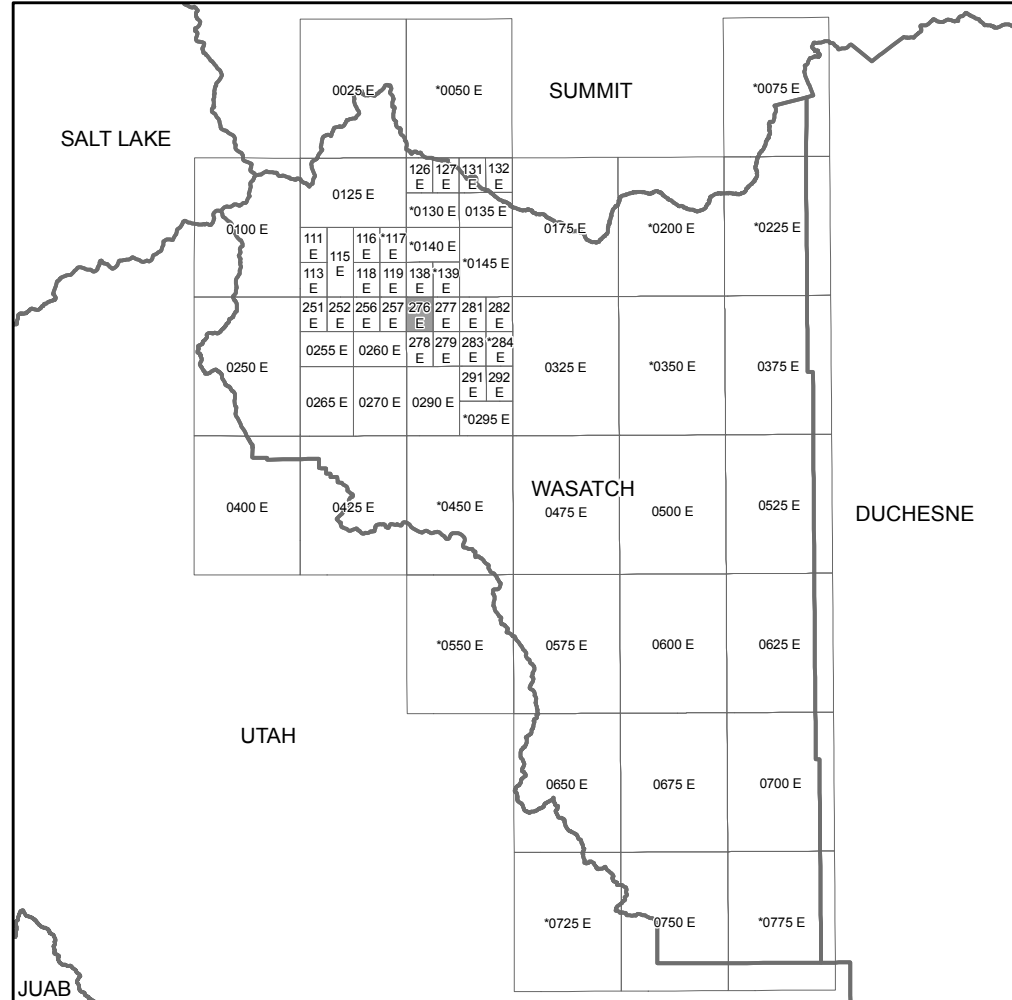 0025 E
*0050 E
SUMMIT
*0075 E
SALT LAKE
126 E
127 E
131 E
132 E
0125 E
*0130 E
0135 E
0100 E
0175 E
*0200 E
*0225 E
111 E
115 E
116 E
*117 E
*0140 E
*0145 E
113 E
118 E
119 E
138 E
*139 E
251 E
252 E
256 E
257 E
276 E
277 E
281 E
282 E
0250 E
0255 E
0260 E
278 E
279 E
283 E
*284 E
0325 E
*0350 E
0375 E
0265 E
0270 E
0290 E
291 E
292 E
*0295 E
WASATCH
0400 E
0425 E
*0450 E
0475 E
0500 E
0525 E
DUCHESNE
*0550 E
0575 E
0600 E
0625 E
UTAH
0650 E
0675 E
0700 E
*0725 E
0750 E
*0775 E
JUAB